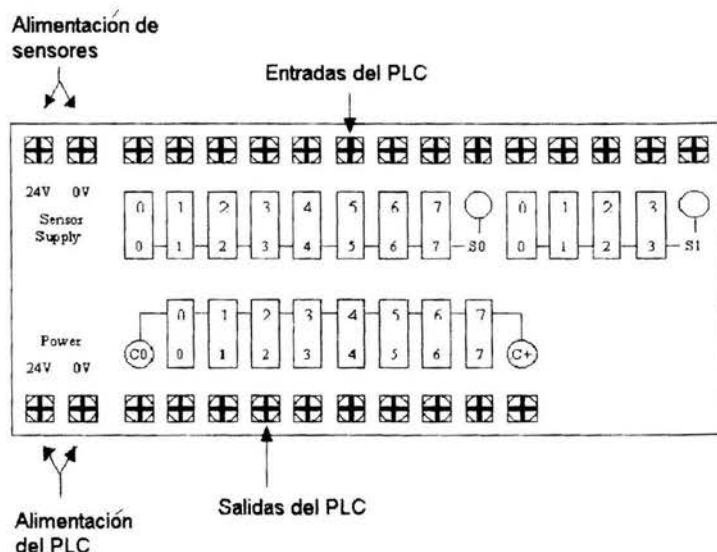 Alimentación de
sensores
Entradas del PLC
24V 0V
Sensor
Supply
0 1 2 3 4 5 6 7
0 1 2 3 4 5 6 7 S0
0 1 2 3
0 1 2 3 S1
Power
24V 0V
0 1 2 3 4 5 6 7
C0 0 1 2 3 4 5 6 7 C+
Alimentación
del PLC
Salidas del PLC